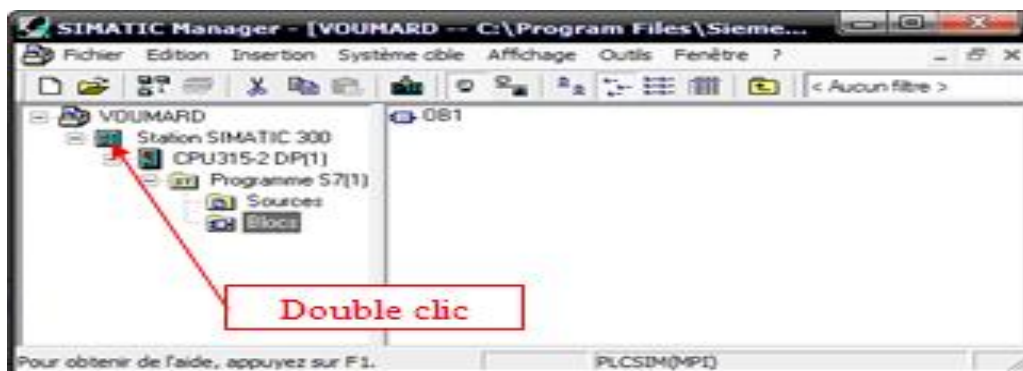 SIMATIC Manager - [VOUMARD -- C:\Program Files\Sieme...
Fichier Edition Insertion Système cible Affichage Outils Fenêtre ?
< Aucun filtre >
VOUMARD
Station SIMATIC 300
CPU315-2 DP(1)
Programme S7(1)
Sources
Blocs
OB1
Double clic
Pour obtenir de l'aide, appuyez sur F1.
PLCSIM(MPI)